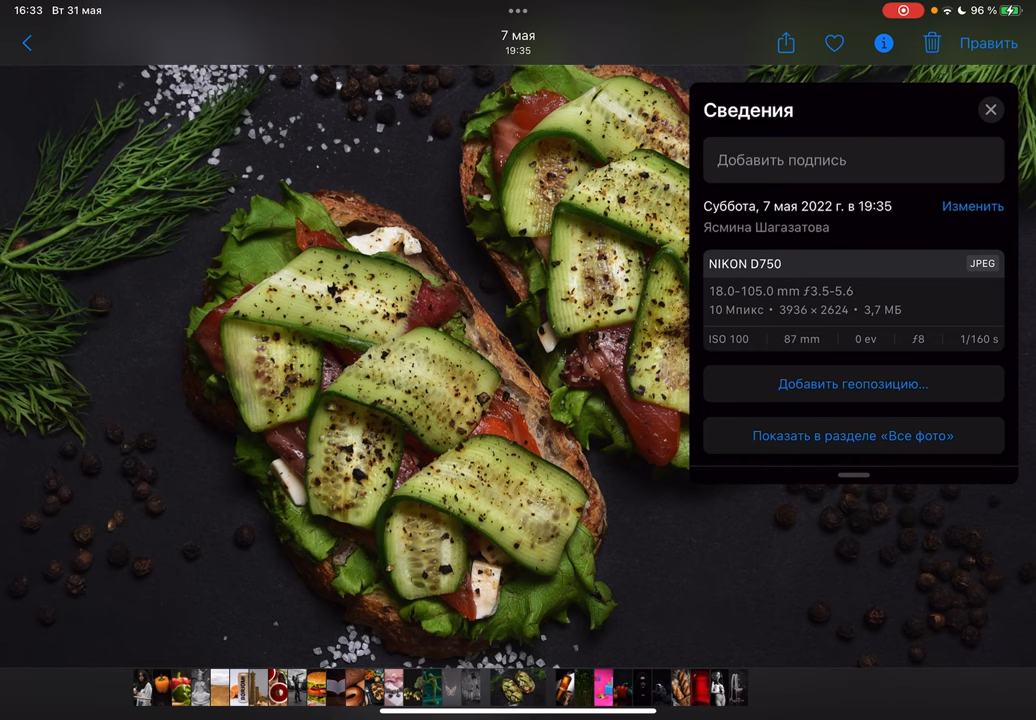 16:33 Вт 31 мая
96 %
7 мая
19:35
Править
Сведения
Добавить подпись
Суббота, 7 мая 2022 г. в 19:35
Изменить
Ясмина Шагазатова
NIKON D750
JPEG
18.0-105.0 mm ƒ3.5-5.6
10 Мпикс • 3936 × 2624 • 3,7 МБ
ISO 100 87 mm 0 ev ƒ8 1/160 s
Добавить геопозицию...
Показать в разделе «Все фото»